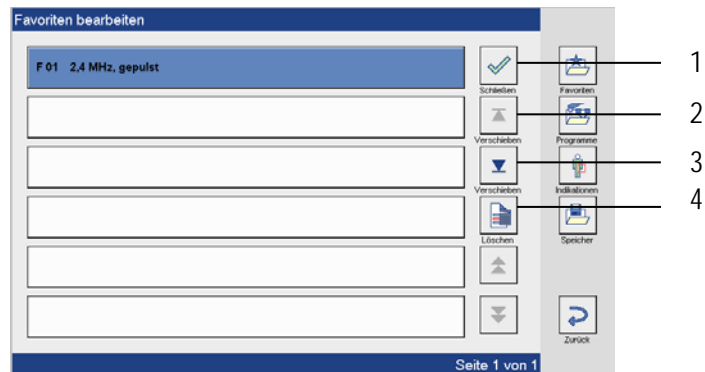 Favoriten bearbeiten
F 01 2,4 MHz, gepulst
Schließen
Verschieben
Verschieben
Löschen
Favoriten
Programme
Indikationen
Speicher
Zurück
Seite 1 von 1
1
2
3
4